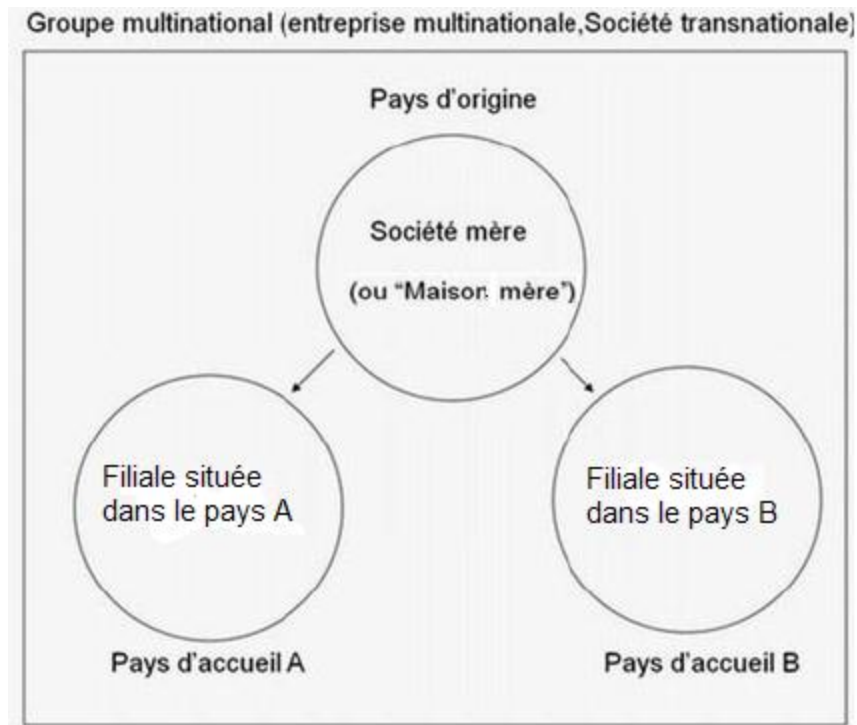 Groupe multinational (entreprise multinationale,Société transnationale)
Pays d'origine
Société mère
(ou "Maison mère")
Filiale située
dans le pays A
Filiale située
dans le pays B
Pays d'accueil A
Pays d'accueil B